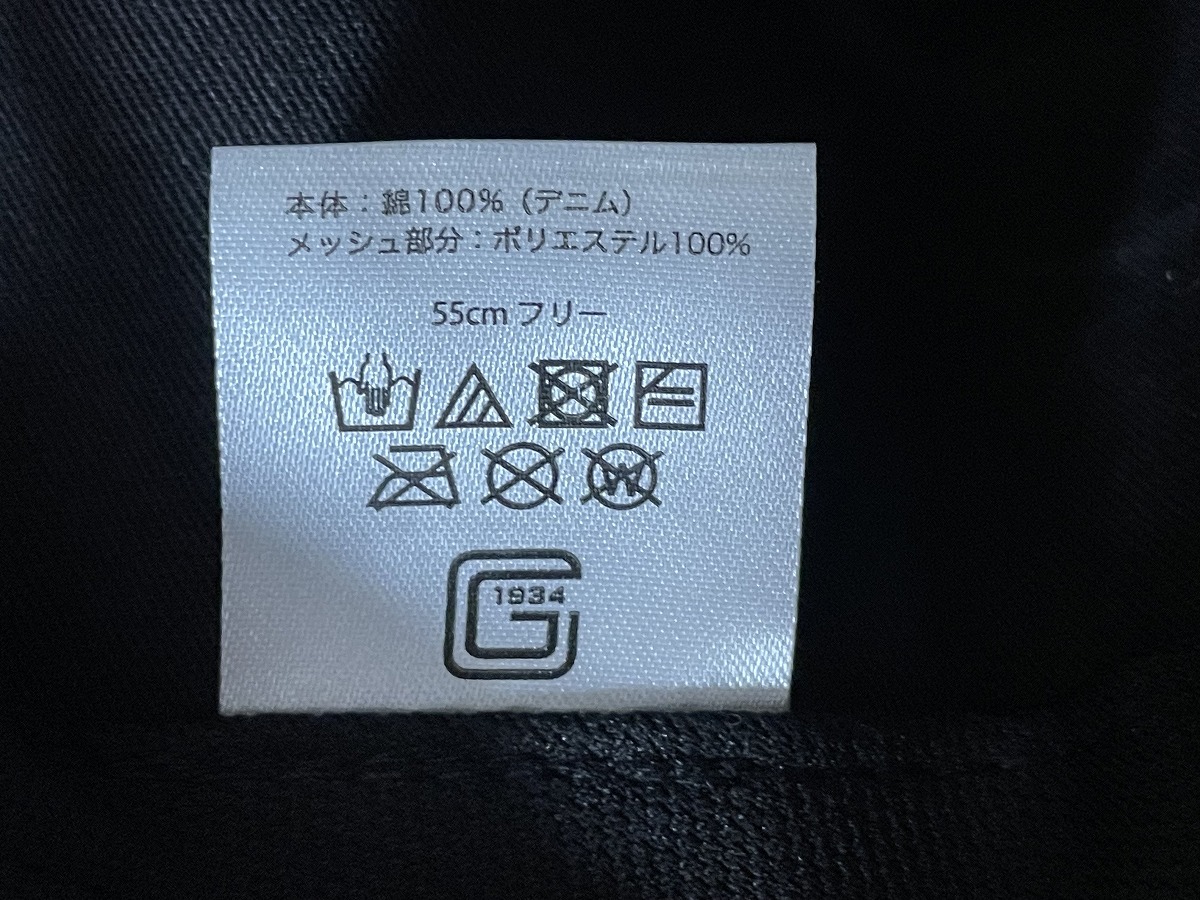 本体：綿100%（デニム）
メッシュ部分：ポリエステル100%
55cm フリー
W
G
1934